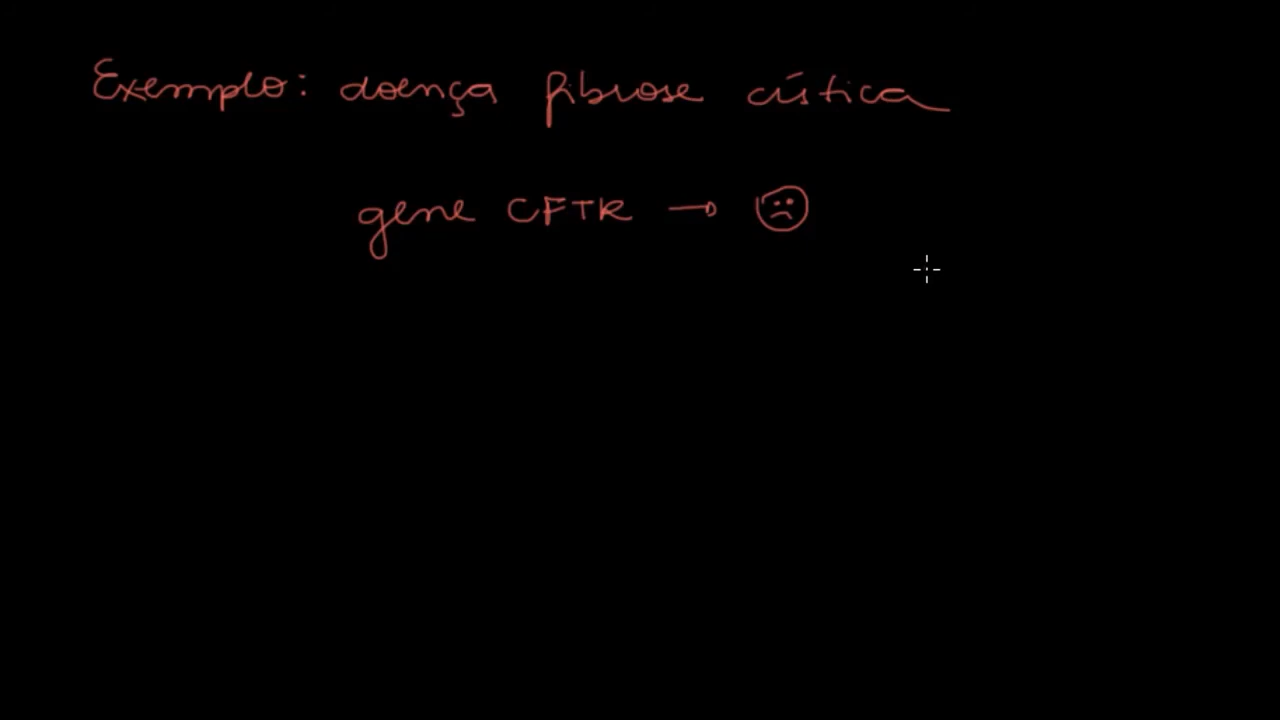 Exemplo: doença fibrose cística
gene CFTR → ☹